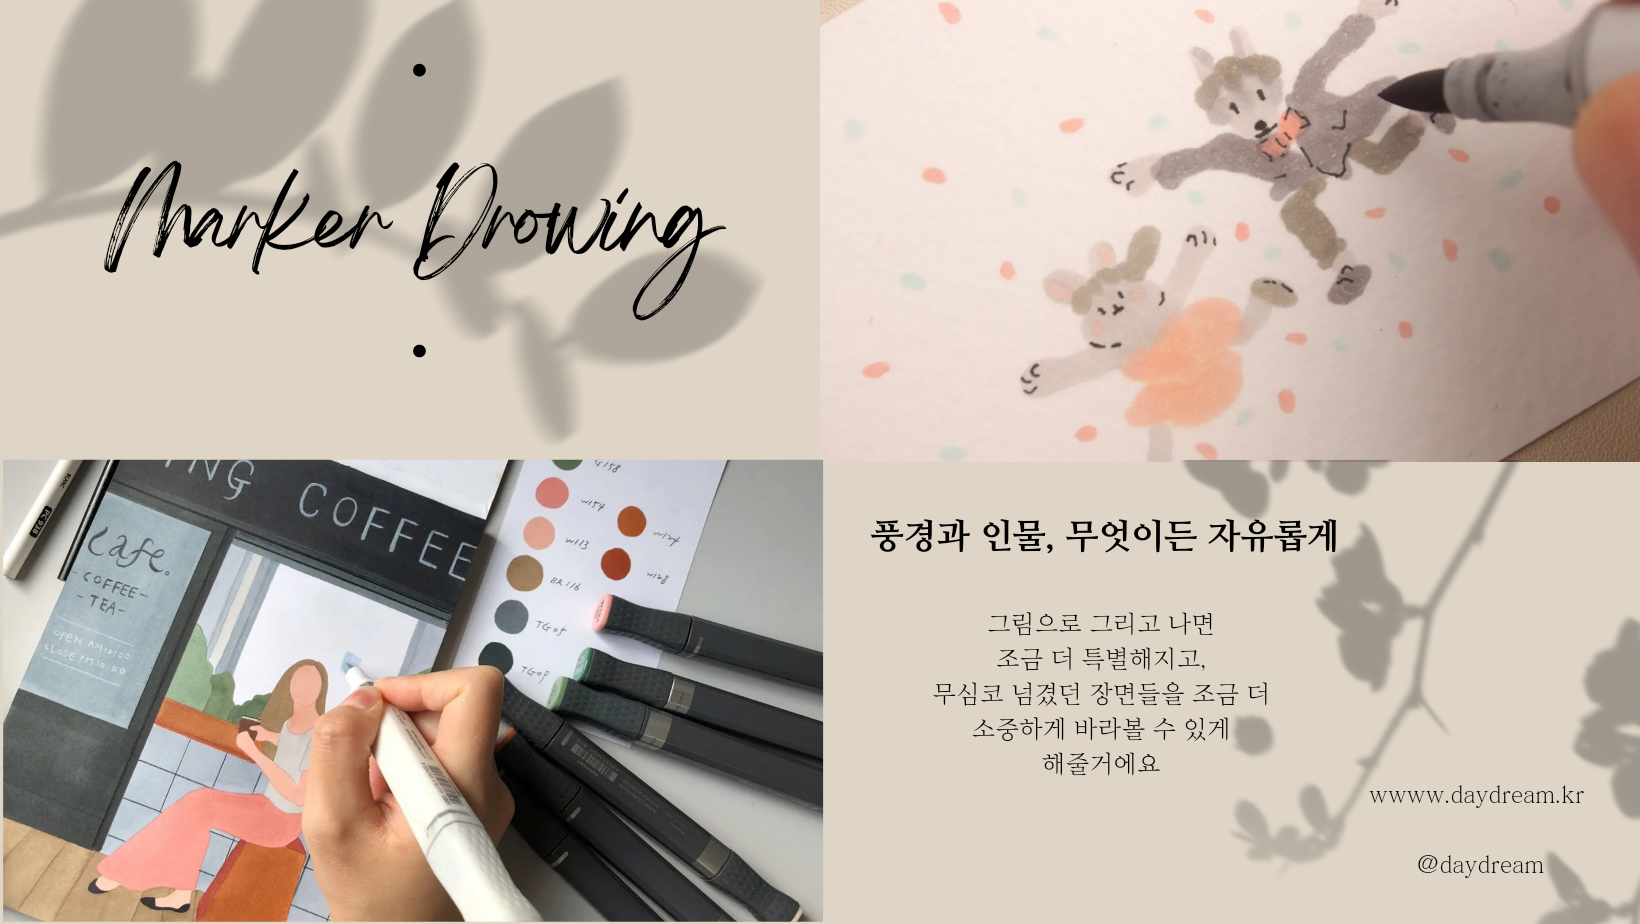 Marker Drowing
ING COFFEE
Cafe.
-COFFEE-
-TEA-
OPEN AM10:00
CLOSE AM10:00
G158
W154
W124
W113
W128
BR116
TG05
TG09
풍경과 인물, 무엇이든 자유롭게
그림으로 그리고 나면
조금 더 특별해지고,
무심코 넘겼던 장면들을 조금 더
소중하게 바라볼 수 있게
해줄거에요
wwww.daydream.kr
@daydream